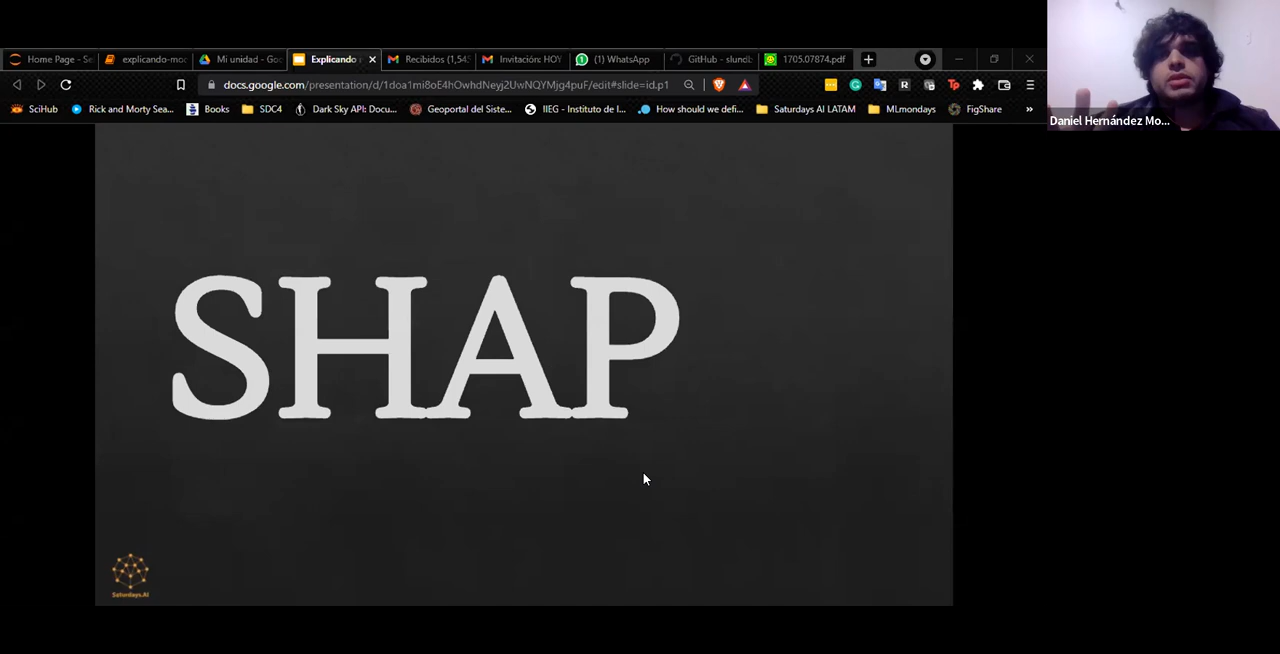 Home Page - Se
explicando-moc
Mi unidad - Goo
Explicando
Recibidos (1,54
Invitación: HOY
(1) WhatsApp
GitHub - slundb
1705.07874.pdf
docs.google.com/presentation/d/1doa1mi8oE4hOwhdNeyj2UwNQYMjg4puF/edit#slide=id.p1
SciHub
Rick and Morty Sea...
Books
SDC4
Dark Sky API: Docu...
Geoportal del Siste...
IIEG - Instituto de I...
How should we defi...
Saturdays AI LATAM
MLmondays
FigShare
Daniel Hernández Mo...
SHAP
Saturdays.AI